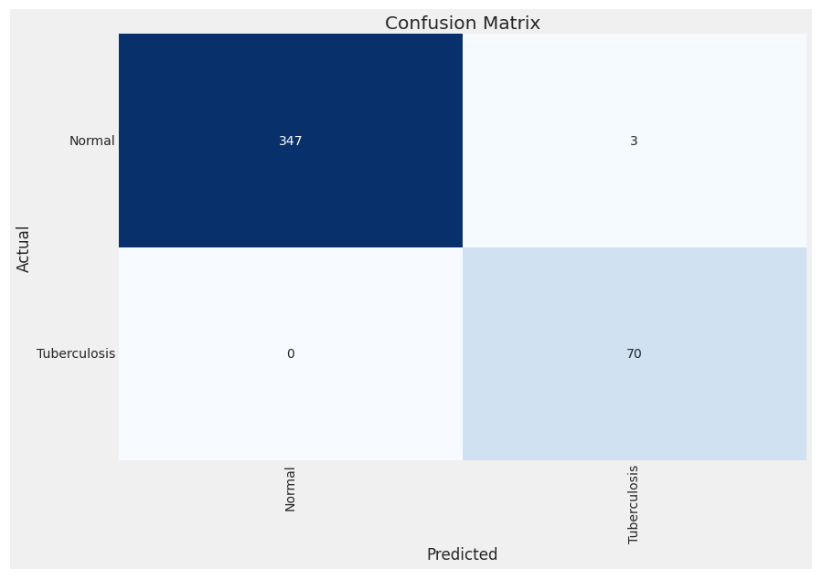 Confusion Matrix
Actual
Normal
347
3
Tuberculosis
0
70
Normal
Tuberculosis
Predicted